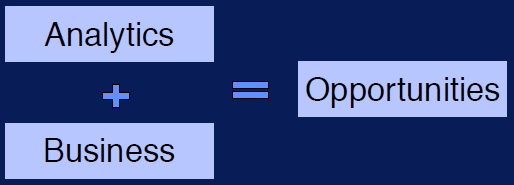 Analytics
+
Business
=
Opportunities